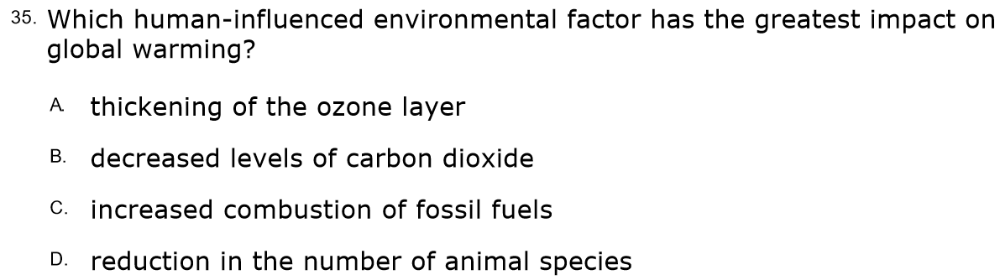 35. Which human-influenced environmental factor has the greatest impact on
global warming?
A. thickening of the ozone layer
B. decreased levels of carbon dioxide
C. increased combustion of fossil fuels
D. reduction in the number of animal species